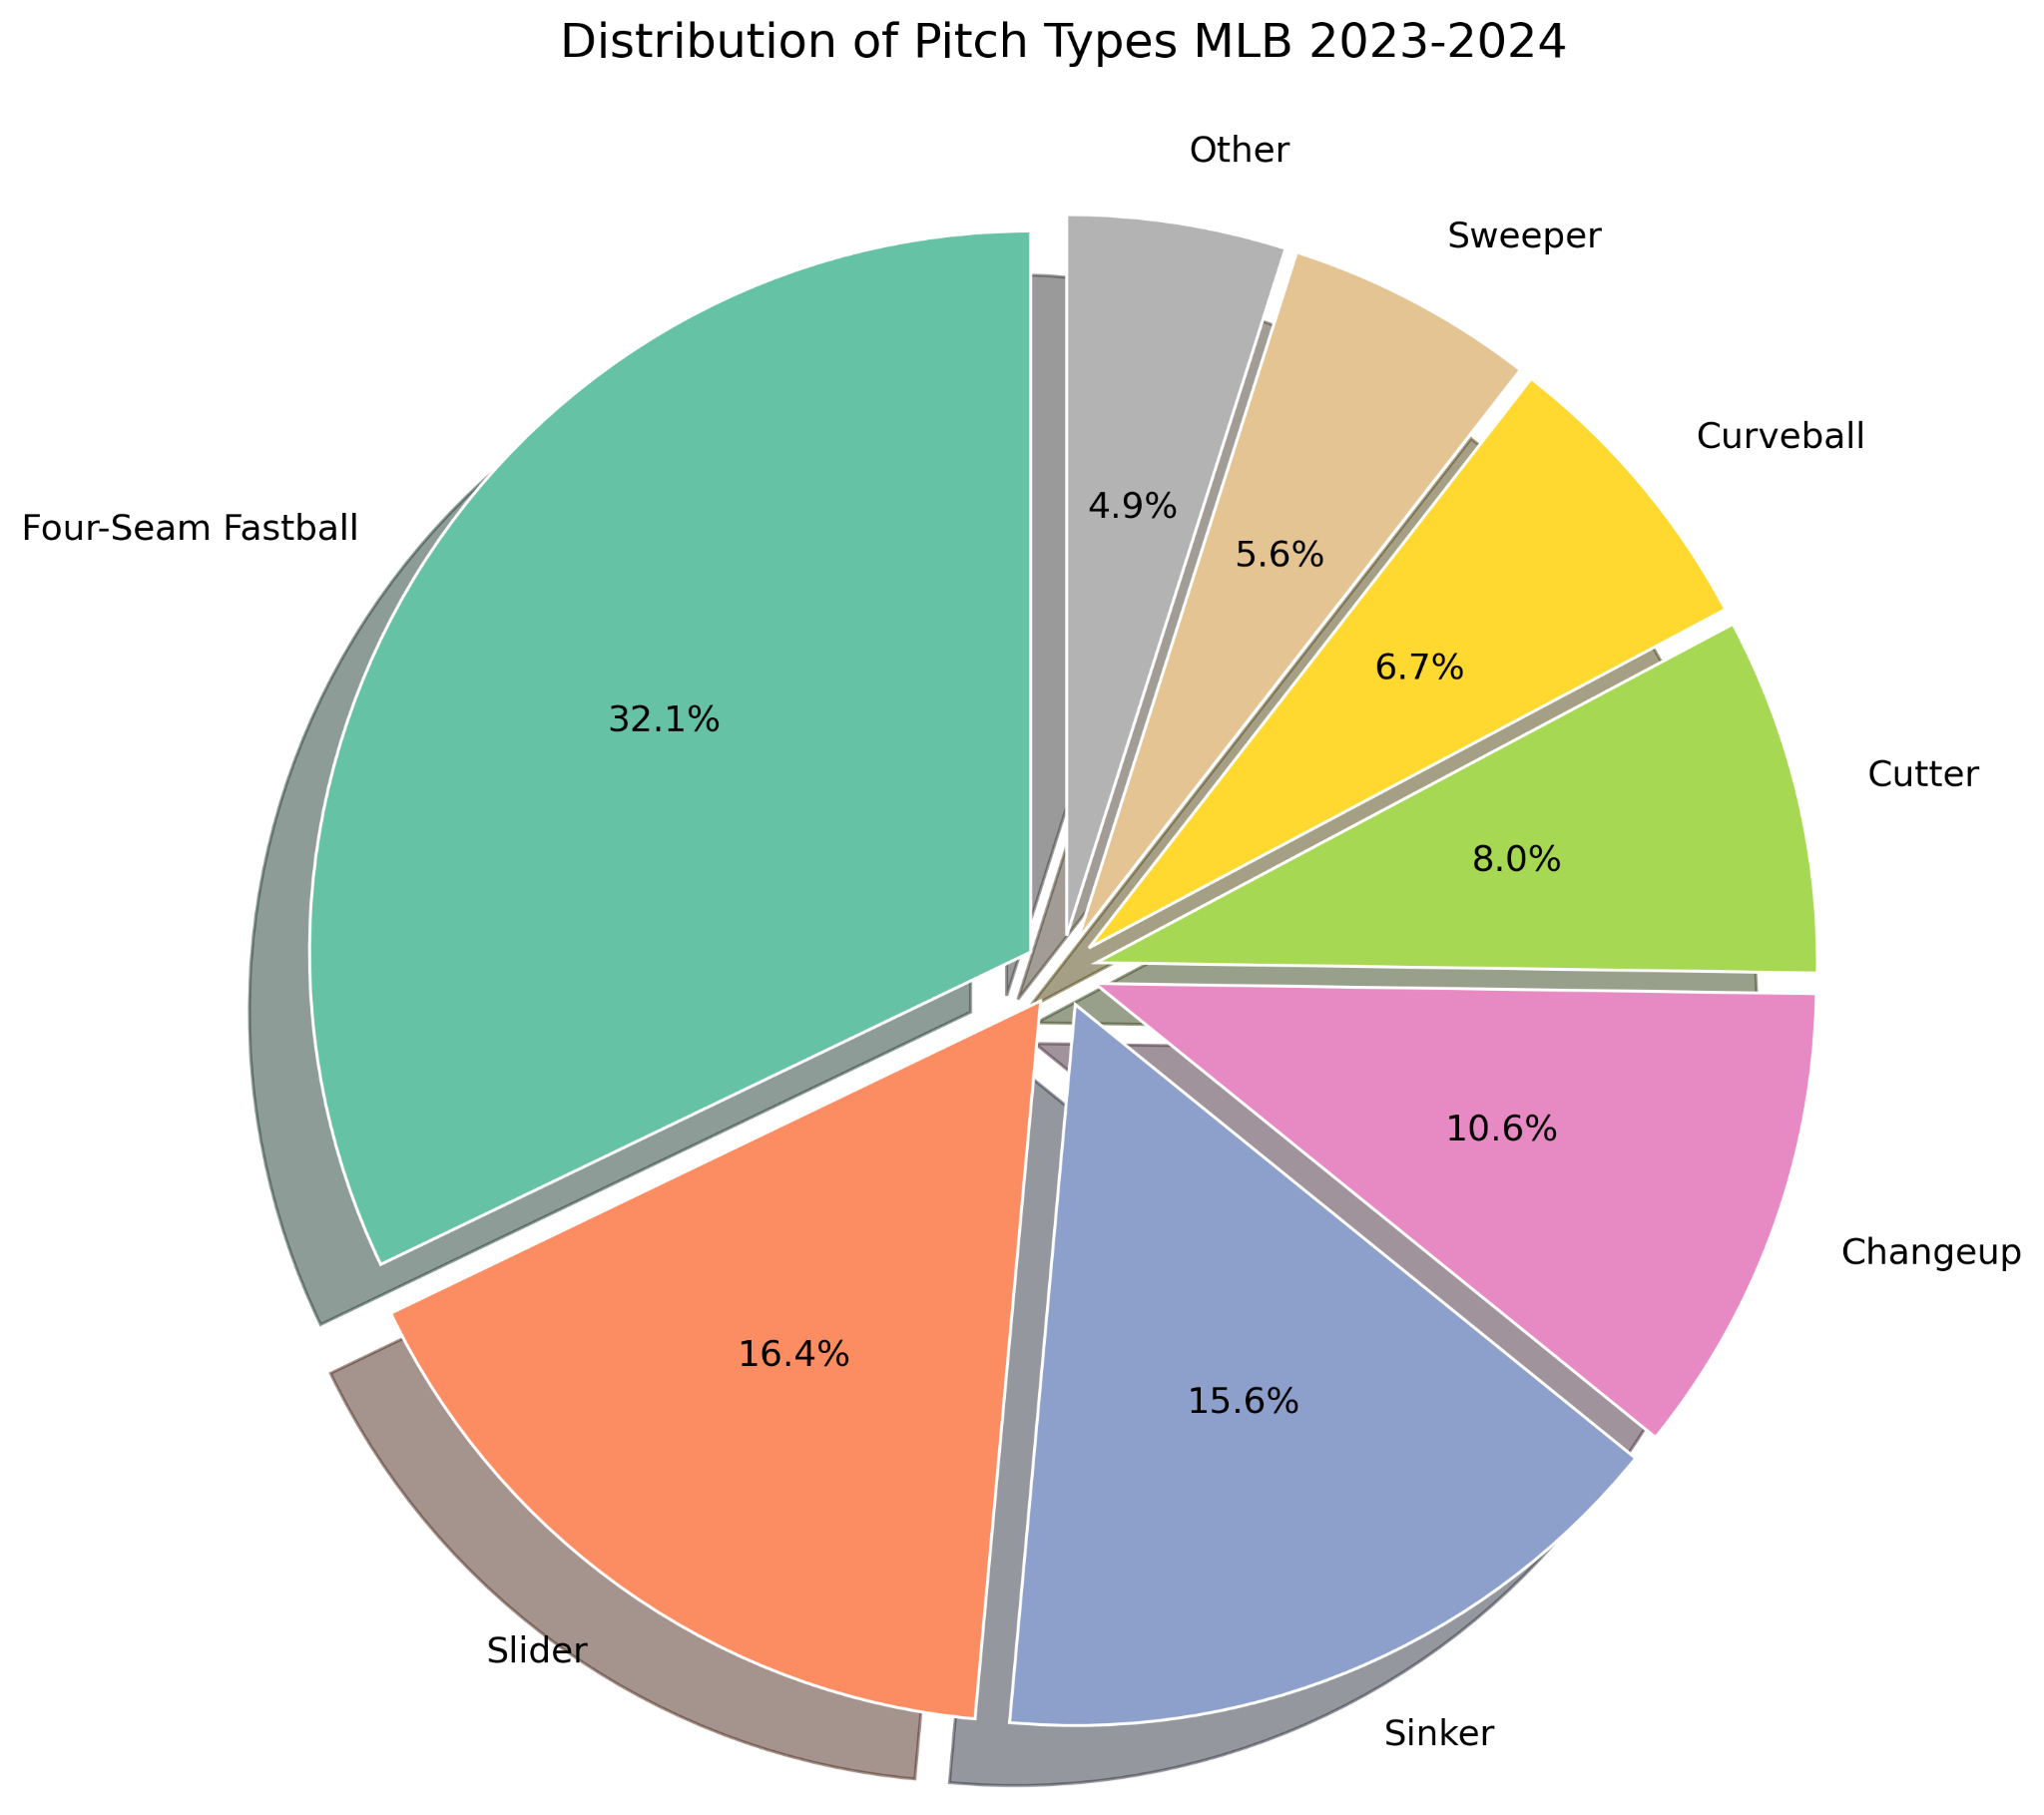 Distribution of Pitch Types MLB 2023-2024
Other
Sweeper
Curveball
Four-Seam Fastball
4.9%
5.6%
6.7%
32.1%
Cutter
8.0%
10.6%
Changeup
16.4%
15.6%
Slider
Sinker